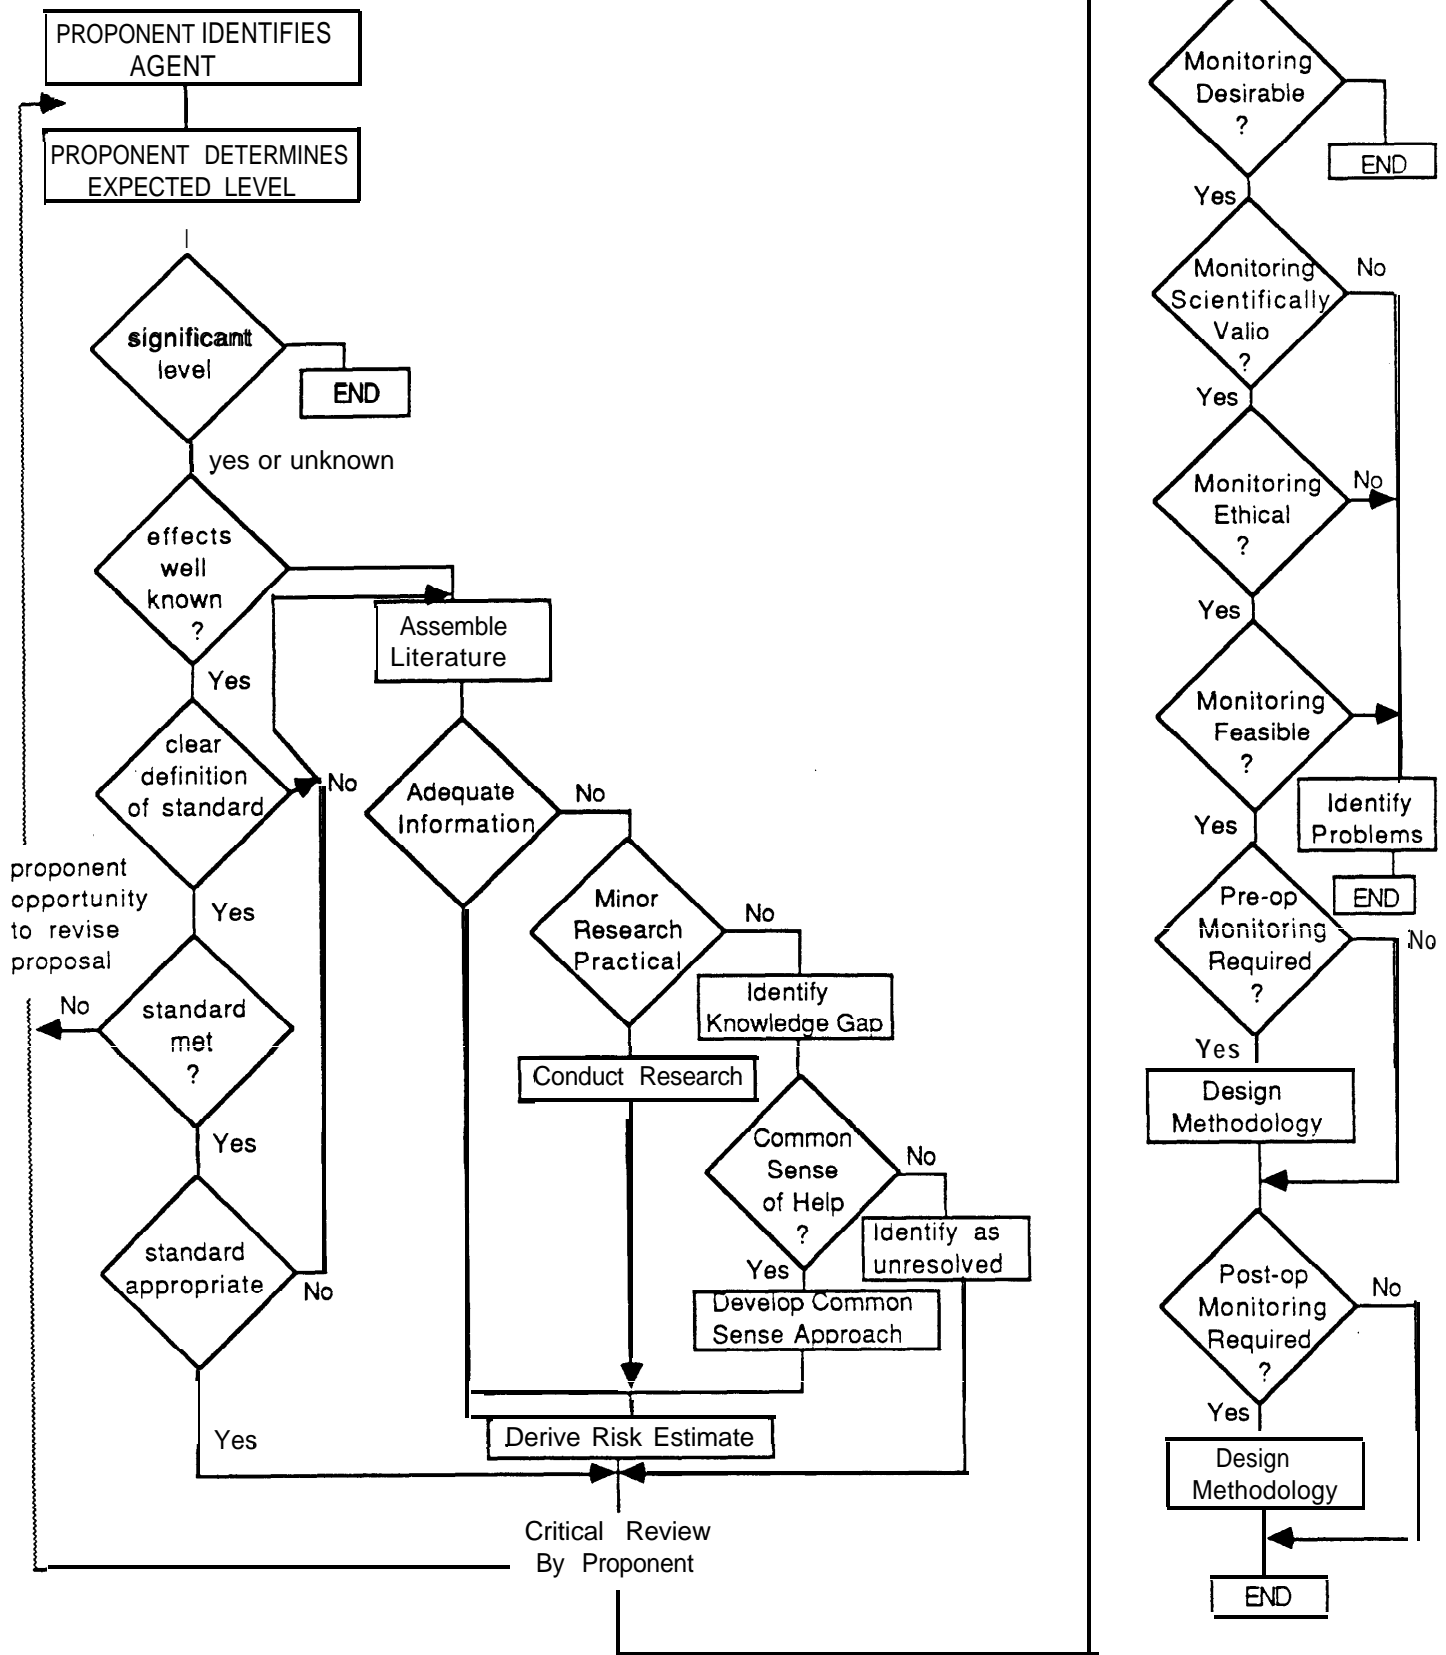 PROPONENT IDENTIFIES
AGENT
PROPONENT DETERMINES
EXPECTED LEVEL
significant
level
END
yes or unknown
effects
well
known
?
Yes
Assemble
Literature
clear
definition
of standard
No
Adequate
Information
No
proponent
opportunity
to revise
proposal
Yes
Minor
Research
Practical
No
No
standard
met
?
Identify
Knowledge Gap
Conduct Research
Yes
Common
Sense
of Help
?
No
standard
appropriate
No
Identify as
unresolved
Yes
Develop Common
Sense Approach
Yes
Derive Risk Estimate
Critical Review
By Proponent
Monitoring
Desirable
?
END
Yes
Monitoring
Scientifically
Valio
?
No
Yes
Monitoring
Ethical
?
No
Yes
Monitoring
Feasible
?
Identify
Problems
END
Yes
Pre-op
Monitoring
Required
?
No
Yes
Design
Methodology
Post-op
Monitoring
Required
?
No
Yes
Design
Methodology
END